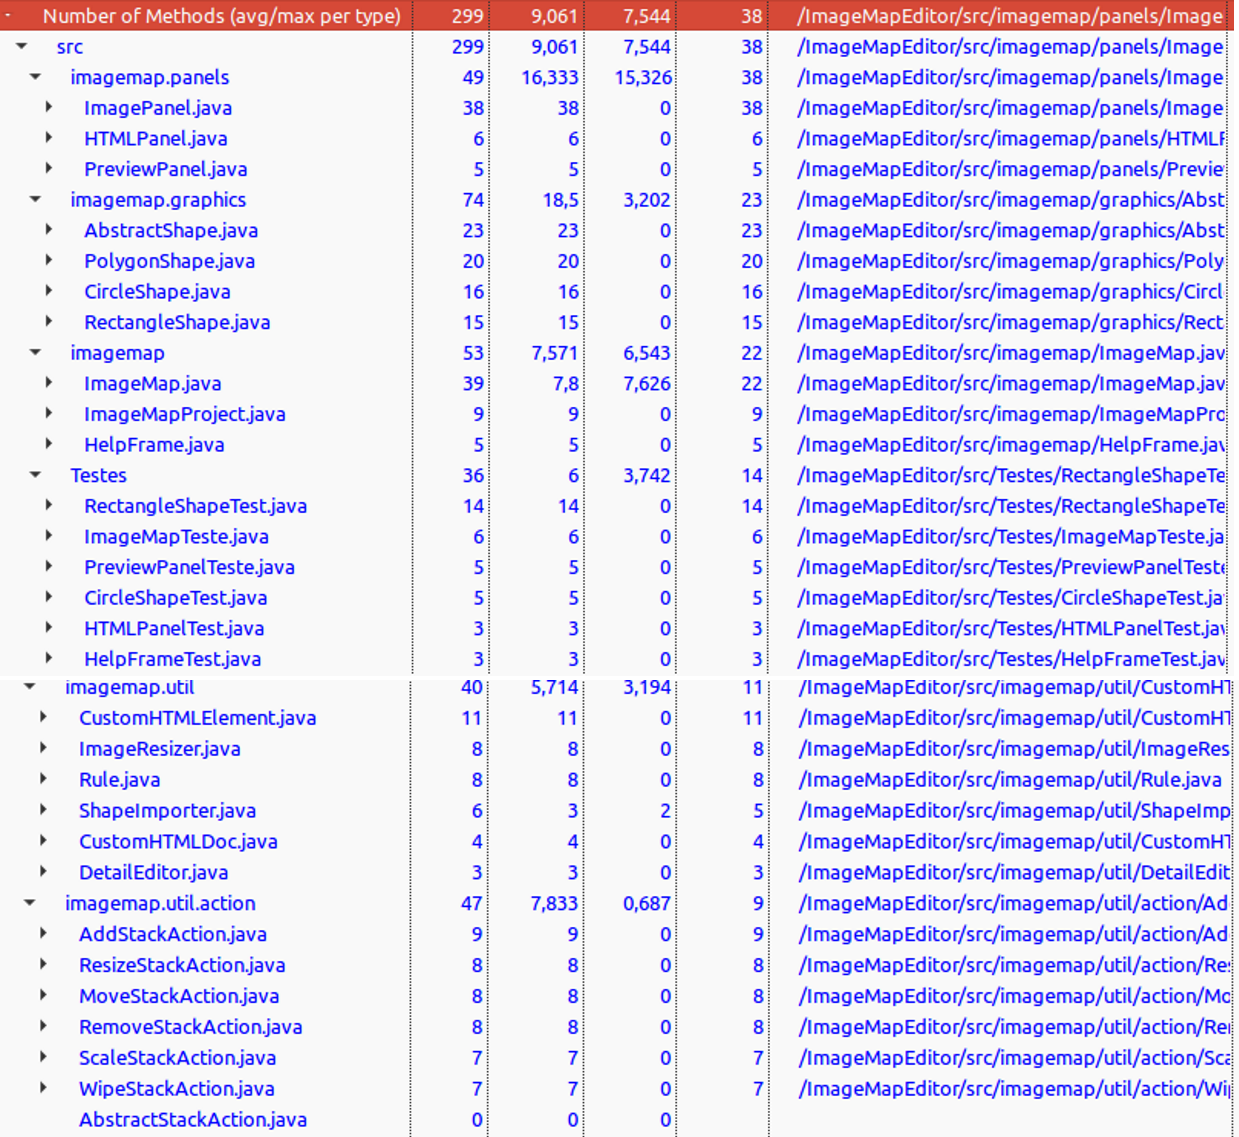 Number of Methods (avg/max per type) 299 9,061 7,544 38 /ImageMapEditor/src/imagemap/panels/Image
src 299 9,061 7,544 38 /ImageMapEditor/src/imagemap/panels/Image
imagemap.panels 49 16,333 15,326 38 /ImageMapEditor/src/imagemap/panels/Image
ImagePanel.java 38 38 0 38 /ImageMapEditor/src/imagemap/panels/Image
HTMLPanel.java 6 6 0 6 /ImageMapEditor/src/imagemap/panels/HTMLF
PreviewPanel.java 5 5 0 5 /ImageMapEditor/src/imagemap/panels/Previe
imagemap.graphics 74 18,5 3,202 23 /ImageMapEditor/src/imagemap/graphics/Abst
AbstractShape.java 23 23 0 23 /ImageMapEditor/src/imagemap/graphics/Abst
PolygonShape.java 20 20 0 20 /ImageMapEditor/src/imagemap/graphics/Poly
CircleShape.java 16 16 0 16 /ImageMapEditor/src/imagemap/graphics/Circl
RectangleShape.java 15 15 0 15 /ImageMapEditor/src/imagemap/graphics/Rect
imagemap 53 7,571 6,543 22 /ImageMapEditor/src/imagemap/ImageMap.jav
ImageMap.java 39 7,8 7,626 22 /ImageMapEditor/src/imagemap/ImageMap.jav
ImageMapProject.java 9 9 0 9 /ImageMapEditor/src/imagemap/ImageMapPro
HelpFrame.java 5 5 0 5 /ImageMapEditor/src/imagemap/HelpFrame.jav
Testes 36 6 3,742 14 /ImageMapEditor/src/Testes/RectangleShapeTe
RectangleShapeTest.java 14 14 0 14 /ImageMapEditor/src/Testes/RectangleShapeTe
ImageMapTeste.java 6 6 0 6 /ImageMapEditor/src/Testes/ImageMapTeste.ja
PreviewPanelTeste.java 5 5 0 5 /ImageMapEditor/src/Testes/PreviewPanelTeste
CircleShapeTest.java 5 5 0 5 /ImageMapEditor/src/Testes/CircleShapeTest.ja
HTMLPanelTest.java 3 3 0 3 /ImageMapEditor/src/Testes/HTMLPanelTest.jav
HelpFrameTest.java 3 3 0 3 /ImageMapEditor/src/Testes/HelpFrameTest.jav
imagemap.util 40 5,714 3,194 11 /ImageMapEditor/src/imagemap/util/CustomHT
CustomHTMLElement.java 11 11 0 11 /ImageMapEditor/src/imagemap/util/CustomHT
ImageResizer.java 8 8 0 8 /ImageMapEditor/src/imagemap/util/ImageRes
Rule.java 8 8 0 8 /ImageMapEditor/src/imagemap/util/Rule.java
ShapeImporter.java 6 3 2 5 /ImageMapEditor/src/imagemap/util/ShapeImp
CustomHTMLDoc.java 4 4 0 4 /ImageMapEditor/src/imagemap/util/CustomHT
DetailEditor.java 3 3 0 3 /ImageMapEditor/src/imagemap/util/DetailEdit
imagemap.util.action 47 7,833 0,687 9 /ImageMapEditor/src/imagemap/util/action/Ad
AddStackAction.java 9 9 0 9 /ImageMapEditor/src/imagemap/util/action/Ad
ResizeStackAction.java 8 8 0 8 /ImageMapEditor/src/imagemap/util/action/Res
MoveStackAction.java 8 8 0 8 /ImageMapEditor/src/imagemap/util/action/Mo
RemoveStackAction.java 8 8 0 8 /ImageMapEditor/src/imagemap/util/action/Rei
ScaleStackAction.java 7 7 0 7 /ImageMapEditor/src/imagemap/util/action/Sca
WipeStackAction.java 7 7 0 7 /ImageMapEditor/src/imagemap/util/action/Wi
AbstractStackAction.java 0 0 0